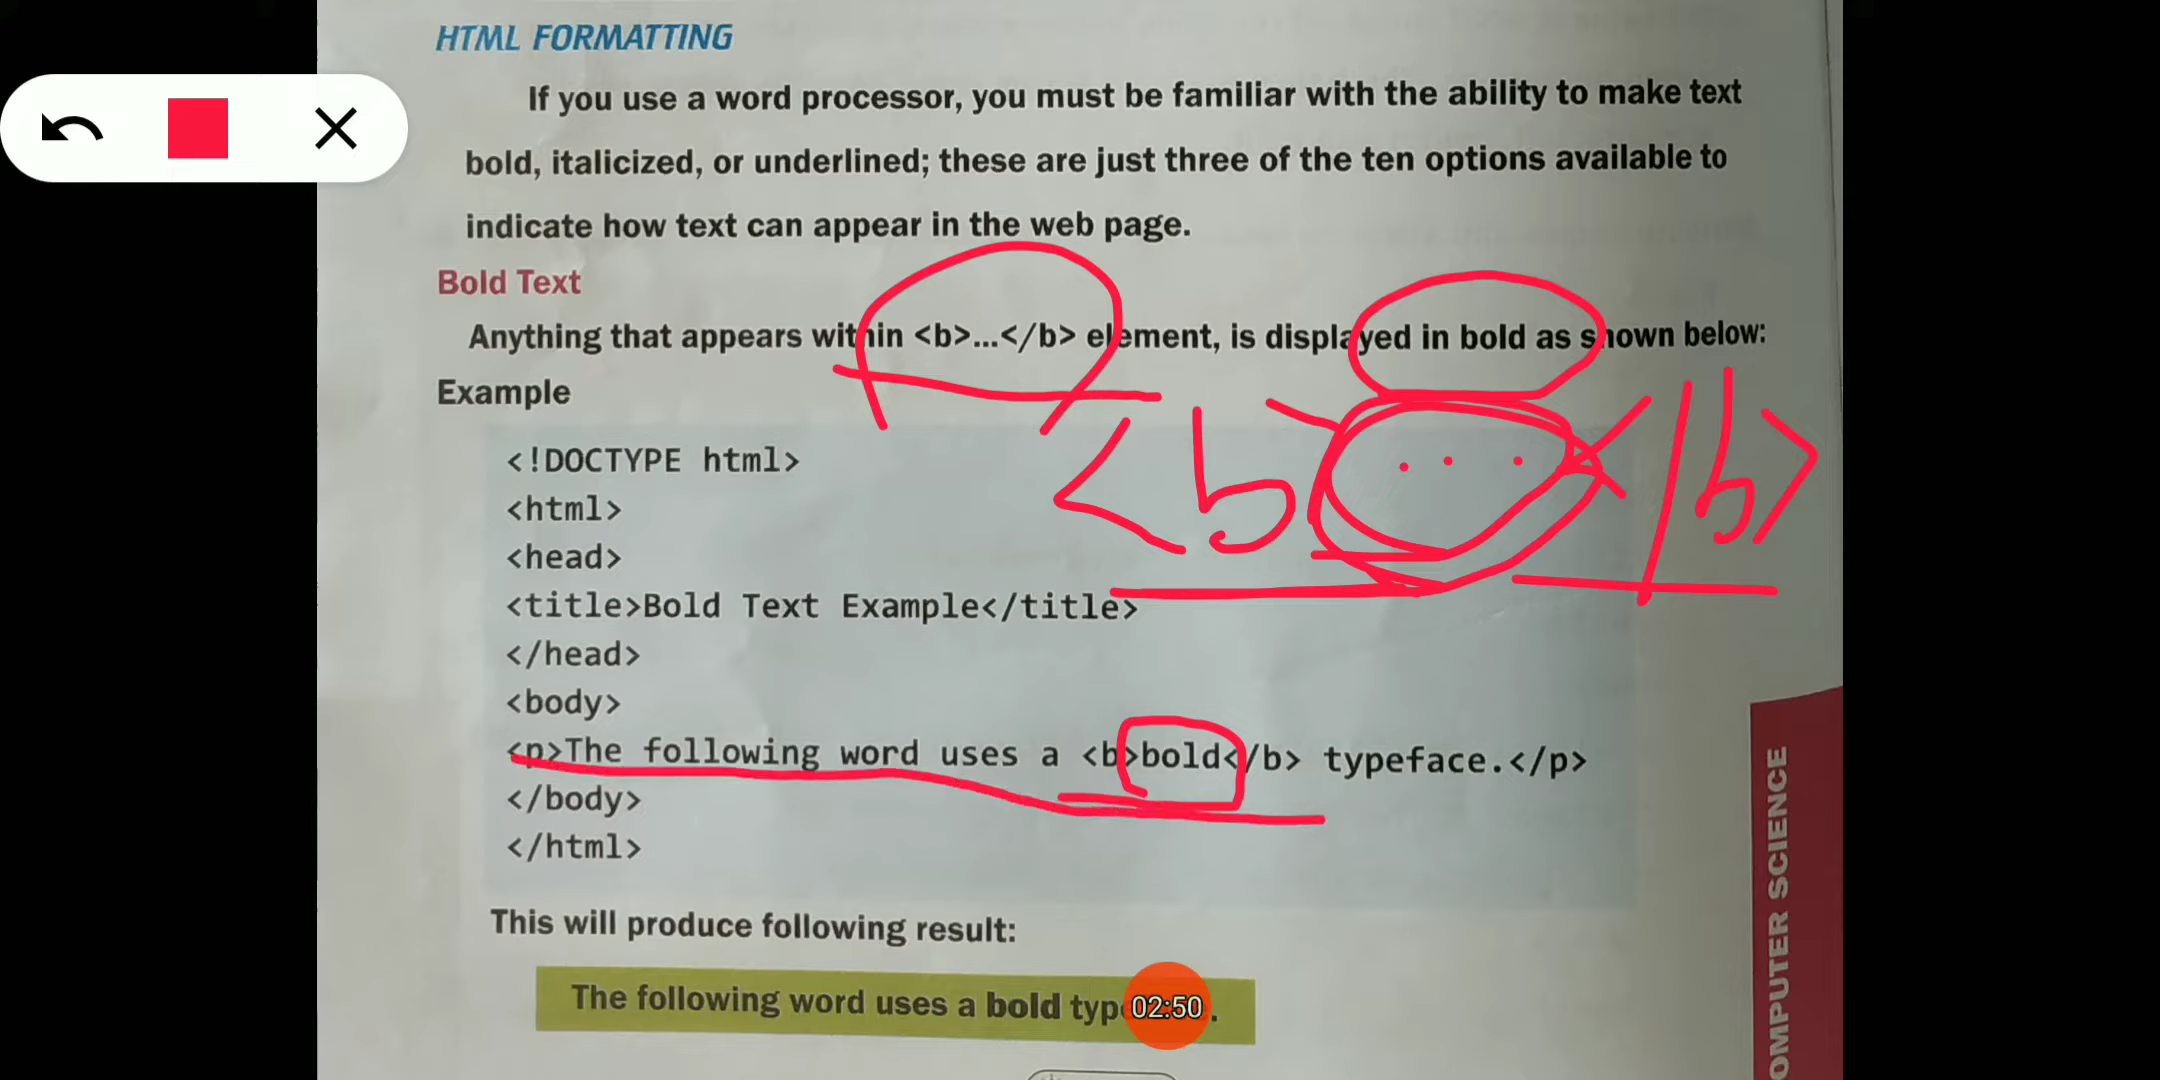 HTML FORMATTING
If you use a word processor, you must be familiar with the ability to make text
bold, italicized, or underlined; these are just three of the ten options available to
indicate how text can appear in the web page.
Bold Text
Anything that appears within <b>...</b> element, is displayed in bold as shown below:
Example
<b> ... </b>
<!DOCTYPE html>
<html>
<head>
<title>Bold Text Example</title>
</head>
<body>
<p>The following word uses a <b>bold</b> typeface.</p>
</body>
</html>
This will produce following result:
The following word uses a bold
02:50
SCIENCE